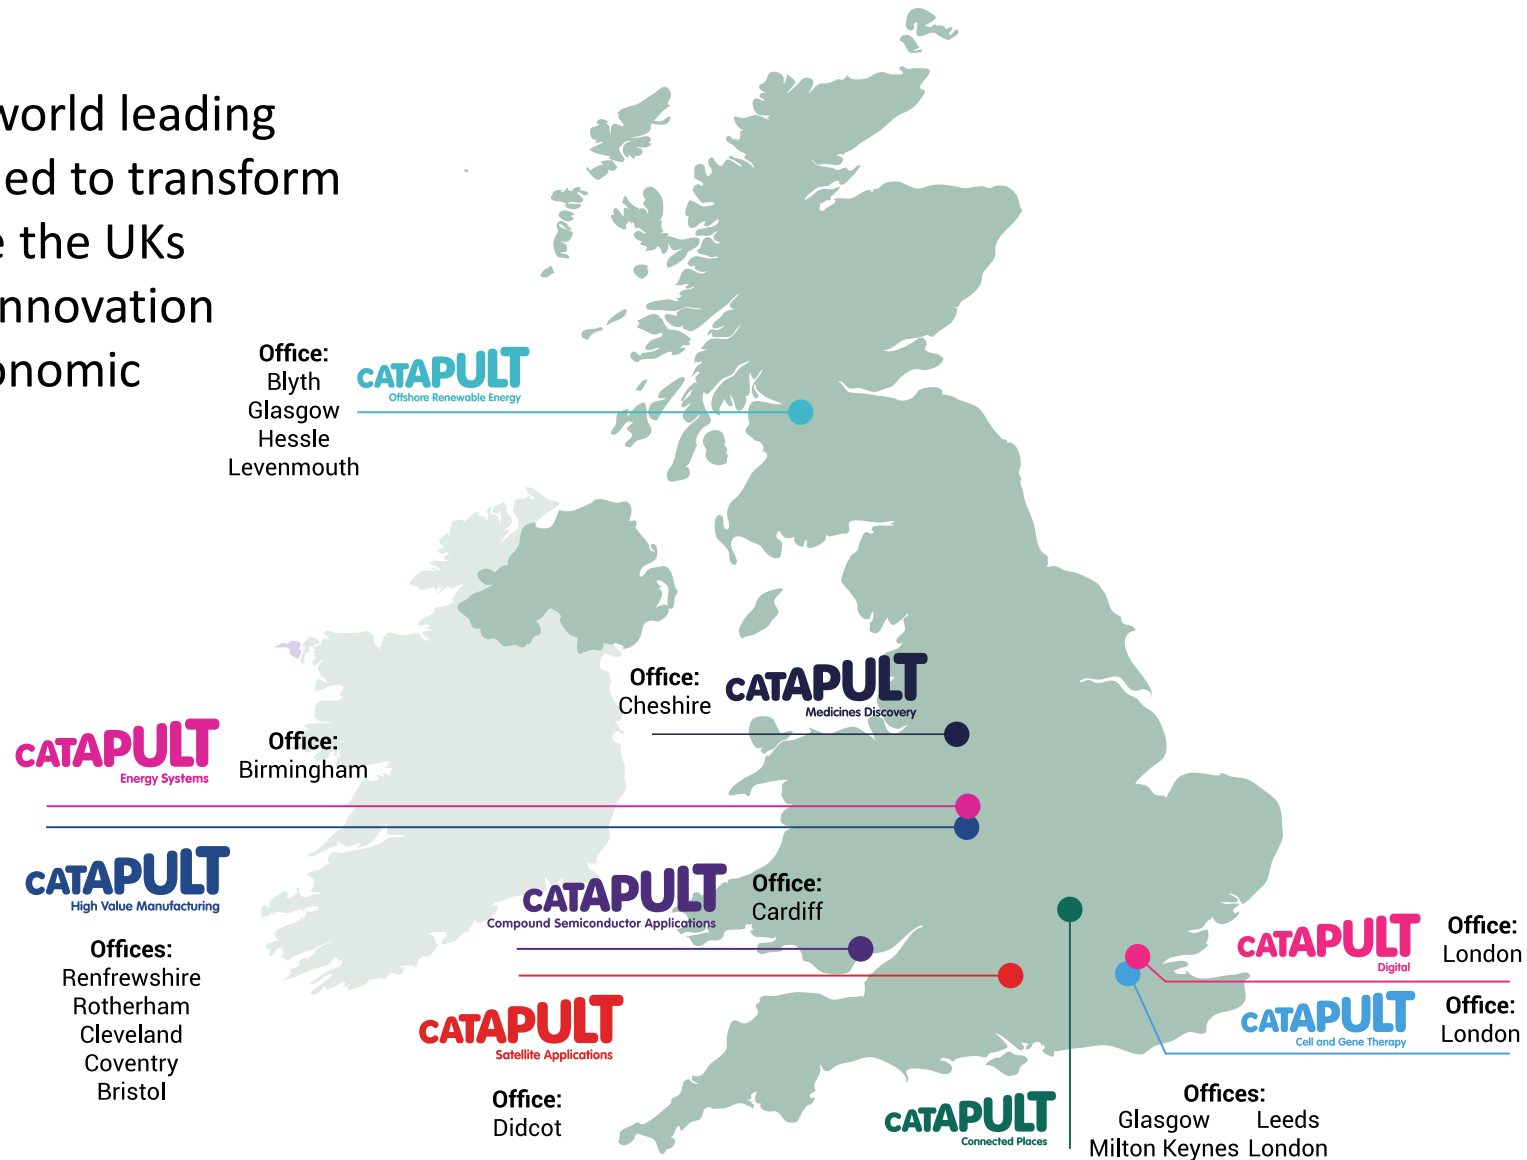 world leading
ed to transform
e the UKs
innovation
onomic
Office:
Blyth
Glasgow
Hessle
Levenmouth
CATAPULT
Offshore Renewable Energy
Office:
Cheshire
CATAPULT
Medicines Discovery
CATAPULT
Energy Systems
Office:
Birmingham
CATAPULT
High Value Manufacturing
Offices:
Renfrewshire
Rotherham
Cleveland
Coventry
Bristol
CATAPULT
Compound Semiconductor Applications
Office:
Cardiff
CATAPULT
Satellite Applications
Office:
Didcot
CATAPULT
Digital
Office:
London
CATAPULT
Cell and Gene Therapy
Office:
London
CATAPULT
Connected Places
Offices:
Glasgow Leeds
Milton Keynes London